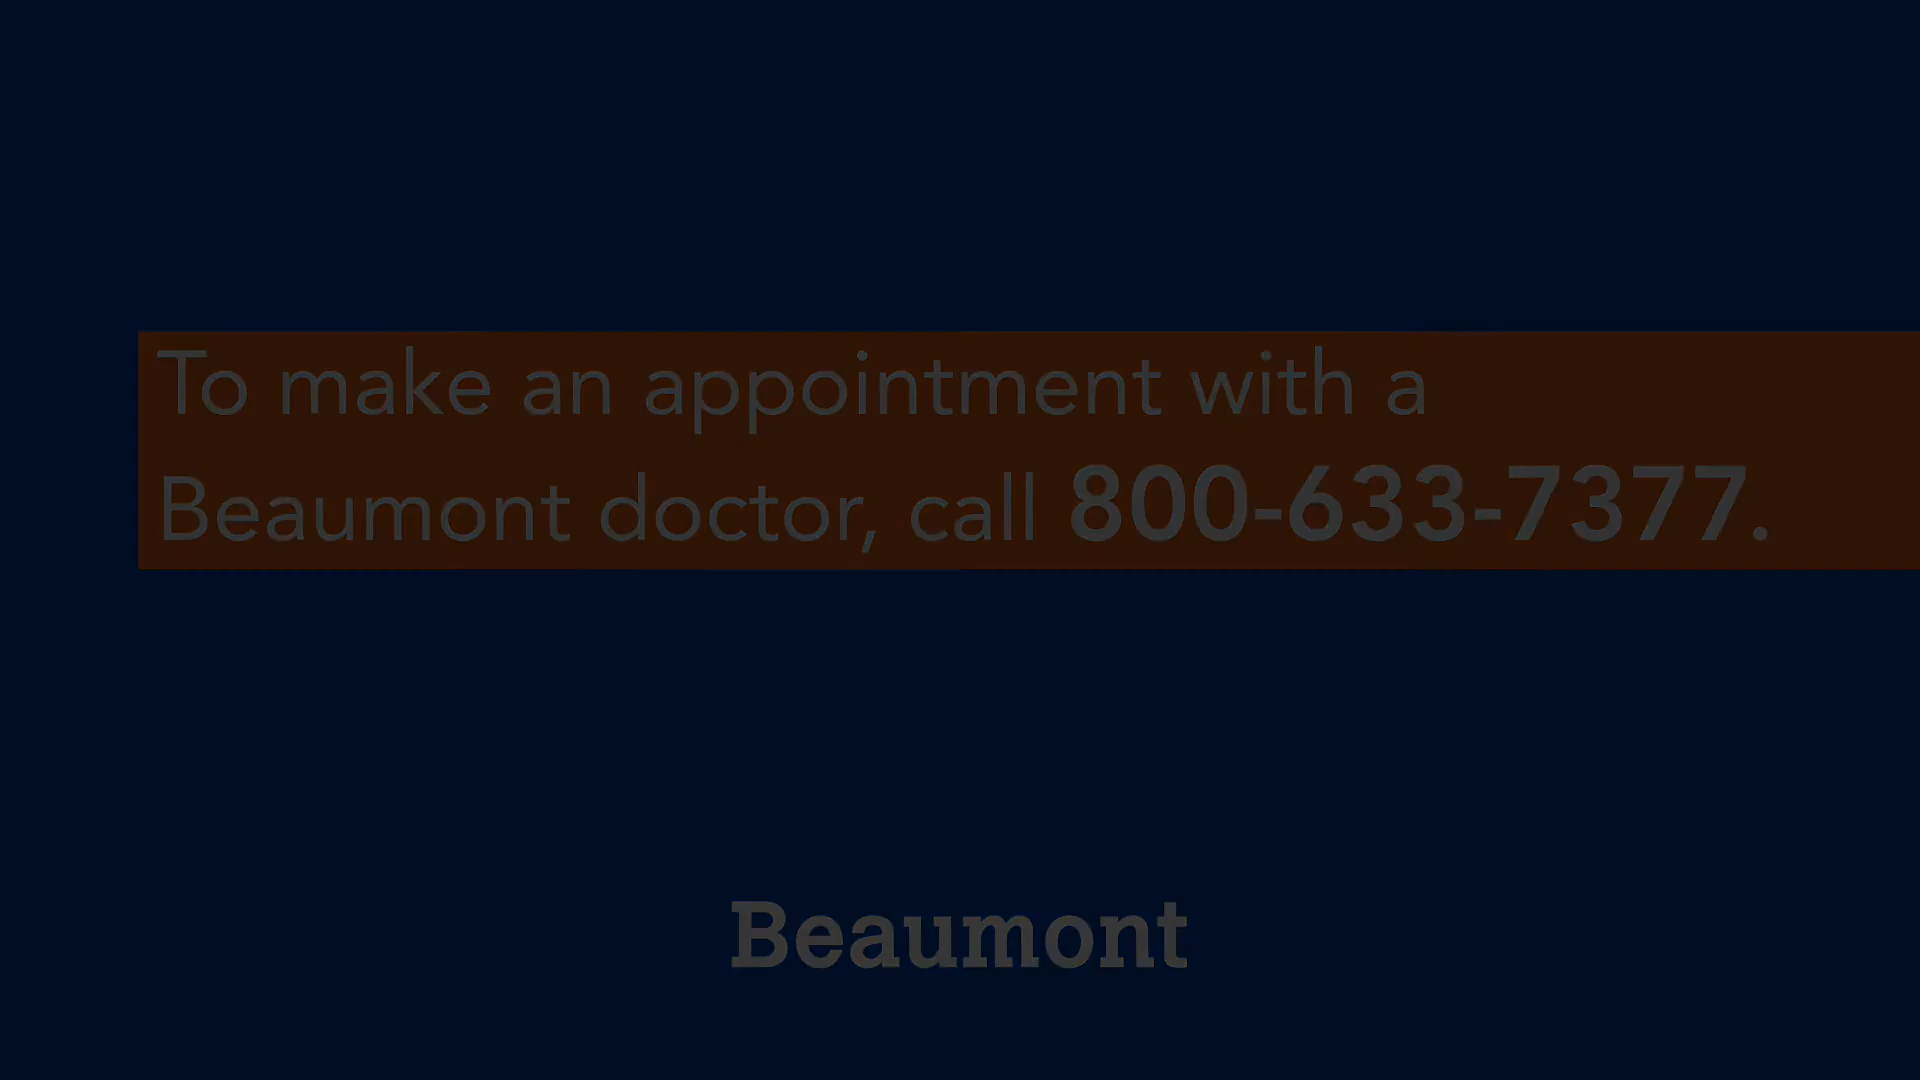 To make an appointment with a
Beaumont doctor, call 800-633-7377.
Beaumont